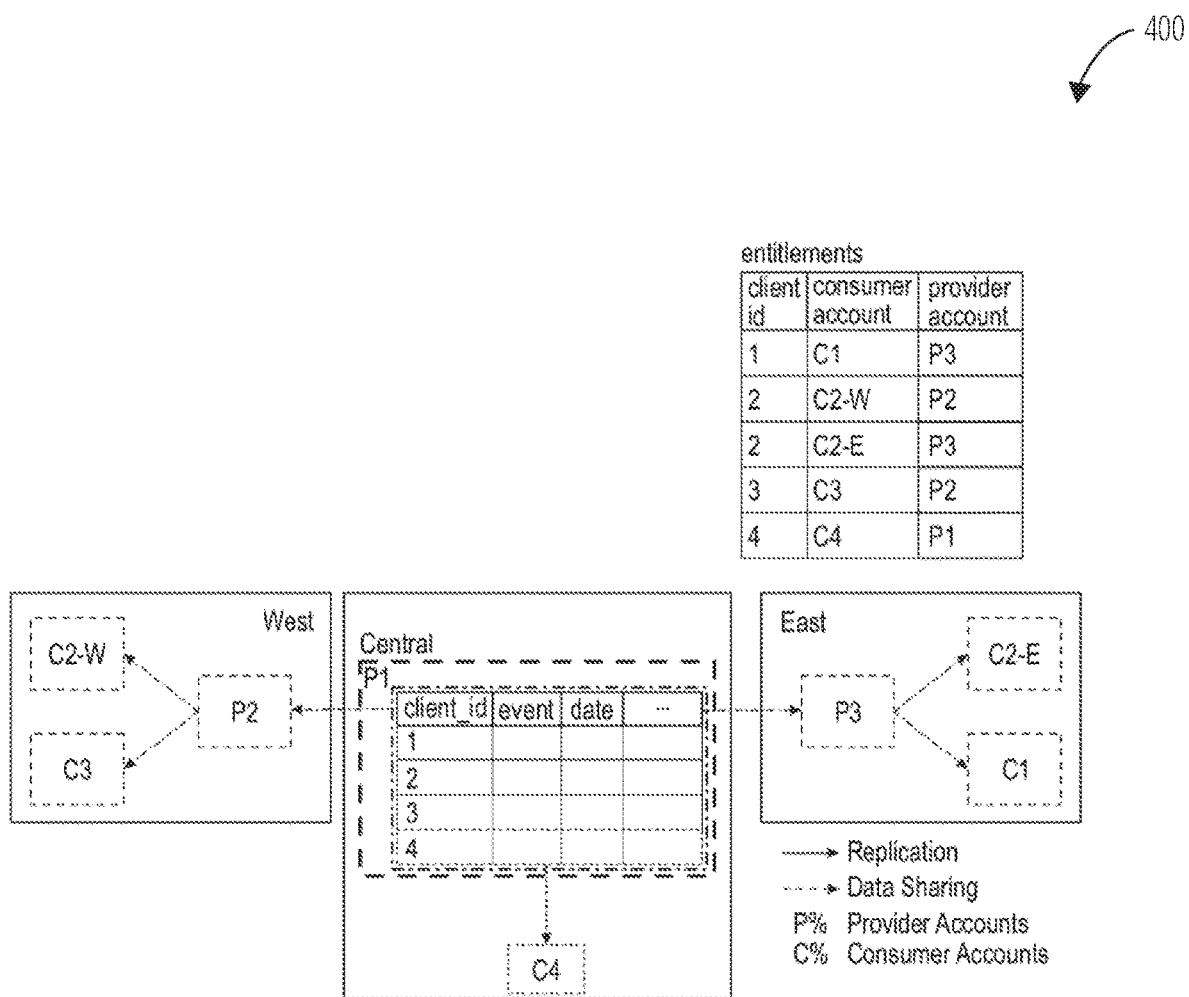 400
entitlements
client id consumer account provider account
1 C1 P3
2 C2-W P2
2 C2-E P3
3 C3 P2
4 C4 P1
West
C2-W
P2
C3
Central
P1
client_id event date ...
1
2
3
4
C4
East
C2-E
P3
C1
Replication
Data Sharing
P% Provider Accounts
C% Consumer Accounts